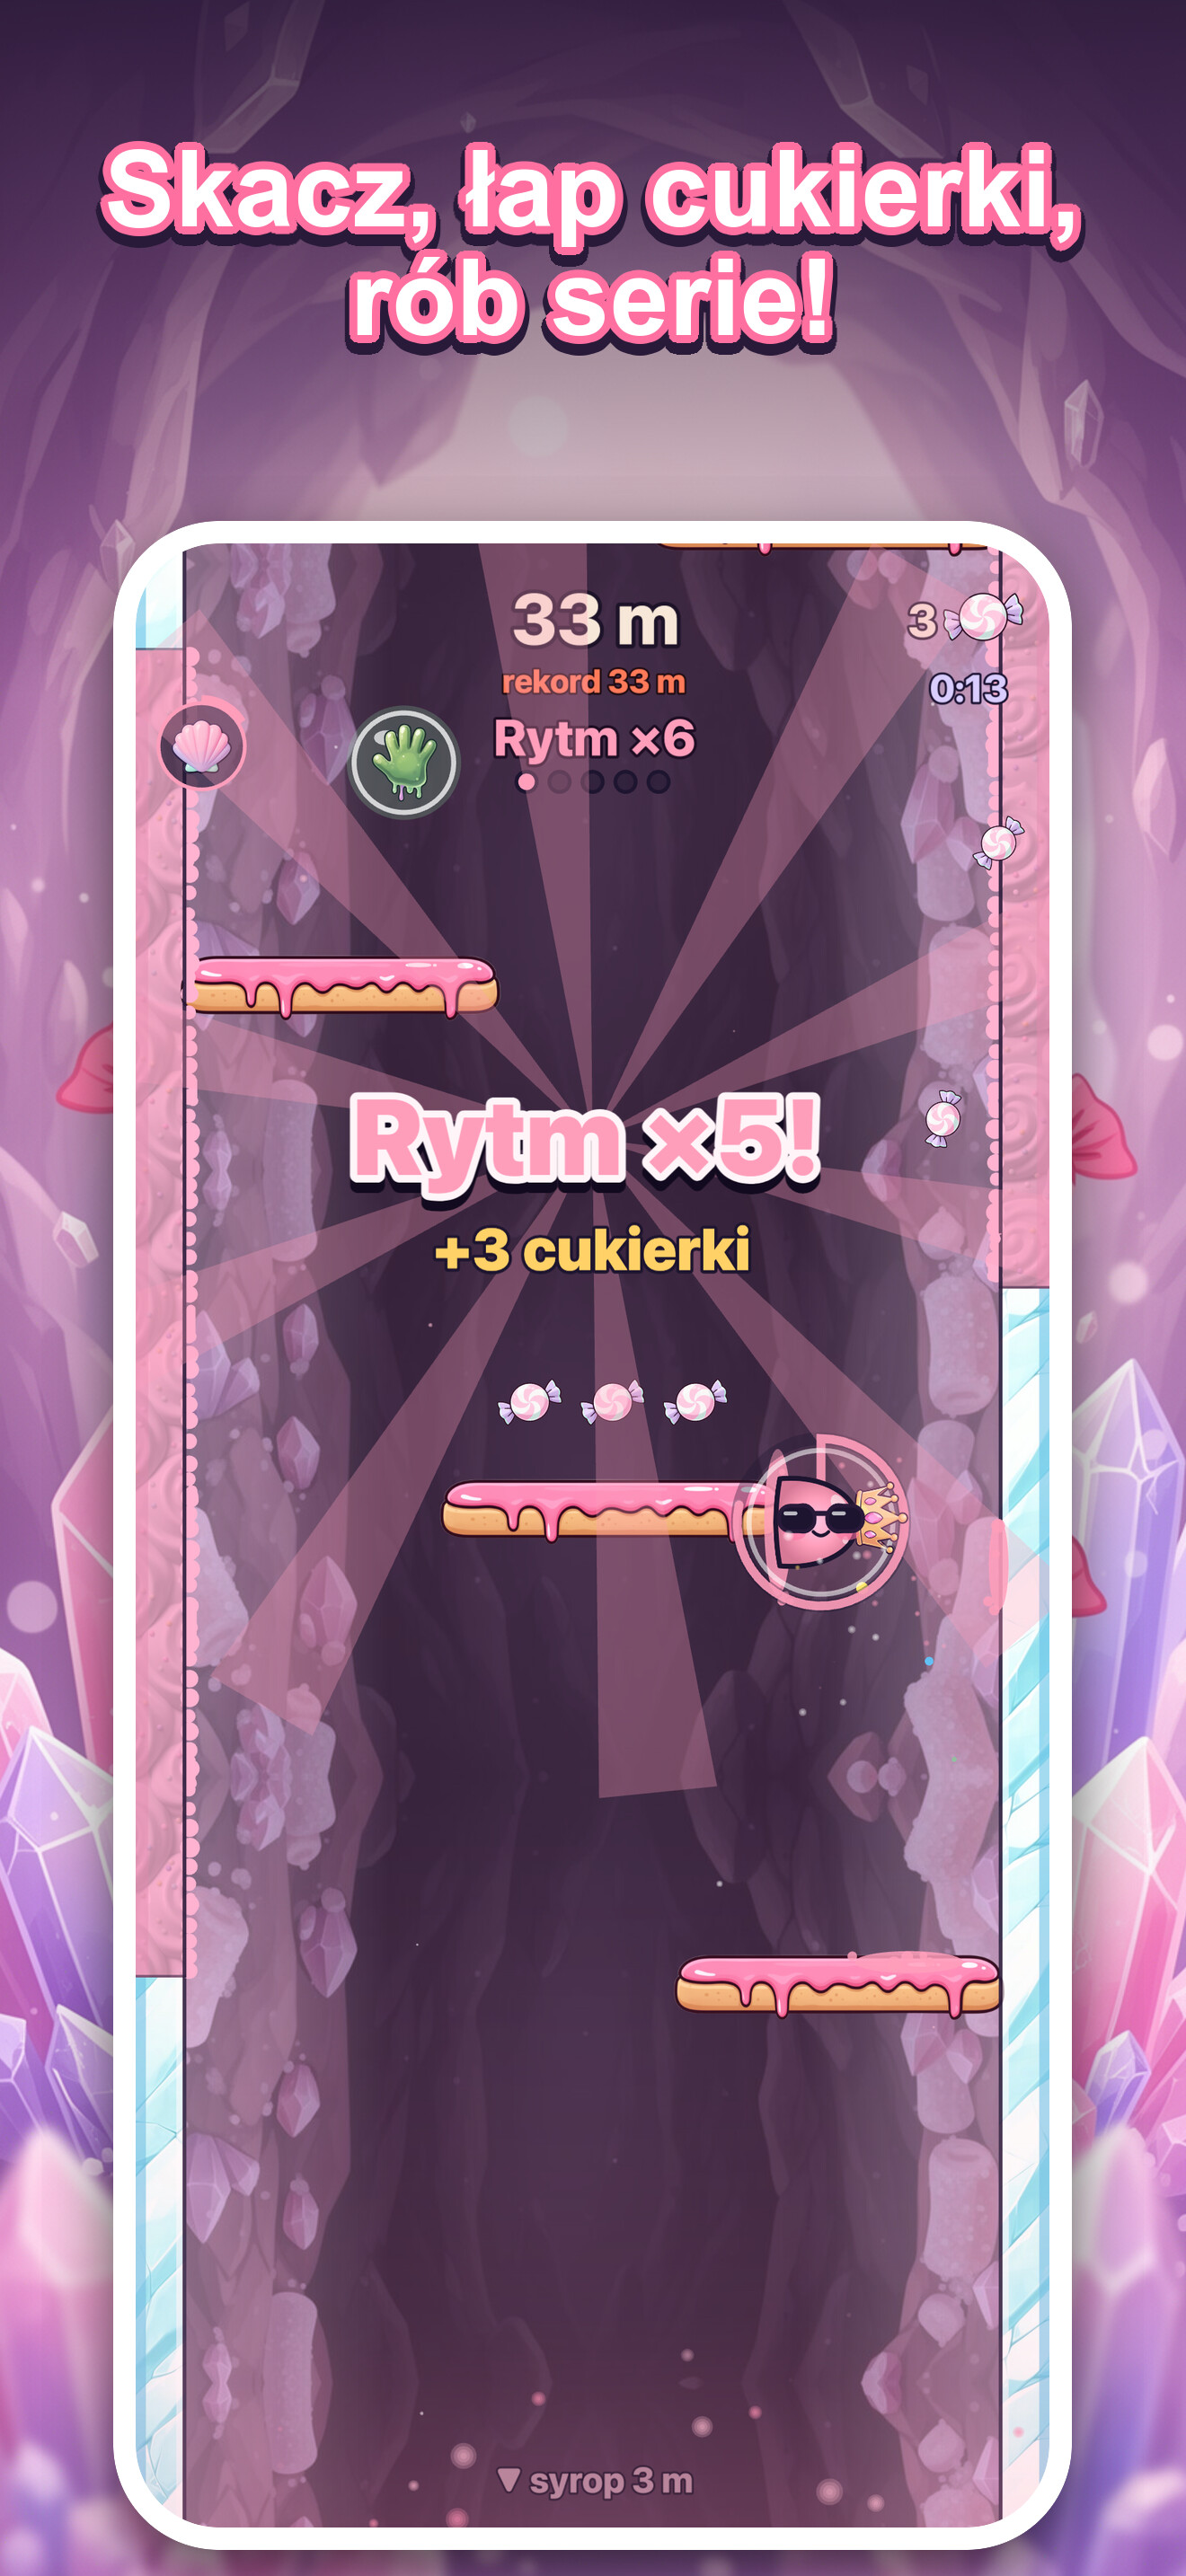 Skacz, łap cukierki,
rób serie!
33 m
3
rekord 33 m
0:13
Rytm ×6
Rytm ×5!
+3 cukierki
▼ syrop 3 m